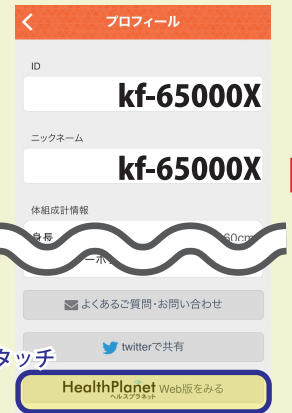 プロフィール
ID
kf-65000X
ニックネーム
kf-65000X
体組成計情報
身長 60cm
よくあるご質問・お問い合わせ
タッチ
twitterで共有
HealthPlanet Web版をみる
ヘルスプラネット